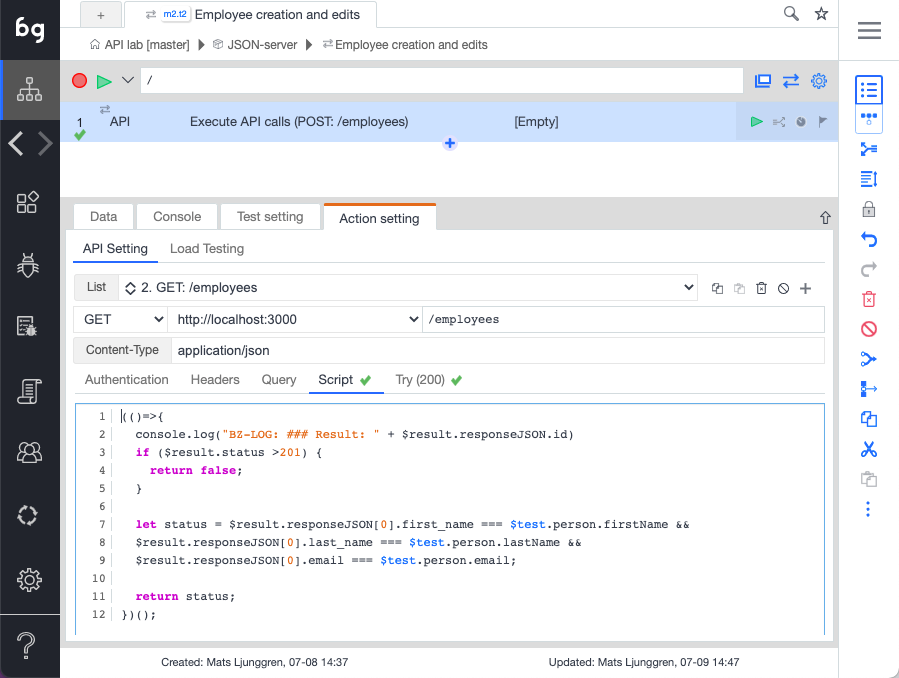 bg
+
m2.t2 Employee creation and edits
API lab [master] JSON-server Employee creation and edits
/
1 API Execute API calls (POST: /employees) [Empty]
+
Data Console Test setting Action setting
API Setting Load Testing
List 2. GET: /employees
GET http://localhost:3000 /employees
Content-Type application/json
Authentication Headers Query Script Try (200)
1 (()=>{
2 console.log("BZ-LOG: ### Result: " + $result.responseJSON.id)
3 if ($result.status >201) {
4 return false;
5 }
6
7 let status = $result.responseJSON[0].first_name === $test.person.firstName &&
8 $result.responseJSON[0].last_name === $test.person.lastName &&
9 $result.responseJSON[0].email === $test.person.email;
10
11 return status;
12 })();
Created: Mats Ljunggren, 07-08 14:37 Updated: Mats Ljunggren, 07-09 14:47